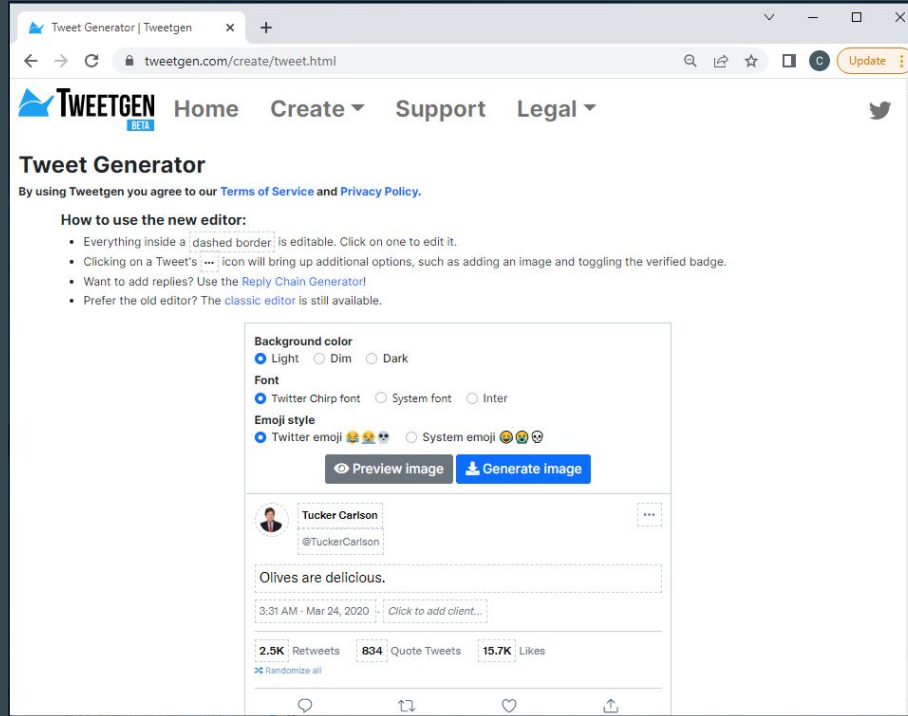 Tweet Generator | Tweetgen
tweetgen.com/create/tweet.html
C
Update
TWEETGEN
BETA
Home Create Support Legal
Tweet Generator
By using Tweetgen you agree to our Terms of Service and Privacy Policy.
How to use the new editor:
• Everything inside a dashed border is editable. Click on one to edit it.
• Clicking on a Tweet's ... icon will bring up additional options, such as adding an image and toggling the verified badge.
• Want to add replies? Use the Reply Chain Generator!
• Prefer the old editor? The classic editor is still available.
Background color
Light Dim Dark
Font
Twitter Chirp font System font Inter
Emoji style
Twitter emoji 😂😭💀 System emoji 😂😭💀
Preview image Generate image
Tucker Carlson
@TuckerCarlson
Olives are delicious.
3:31 AM - Mar 24, 2020 · Click to add client...
2.5K Retweets 834 Quote Tweets 15.7K Likes
Randomize all